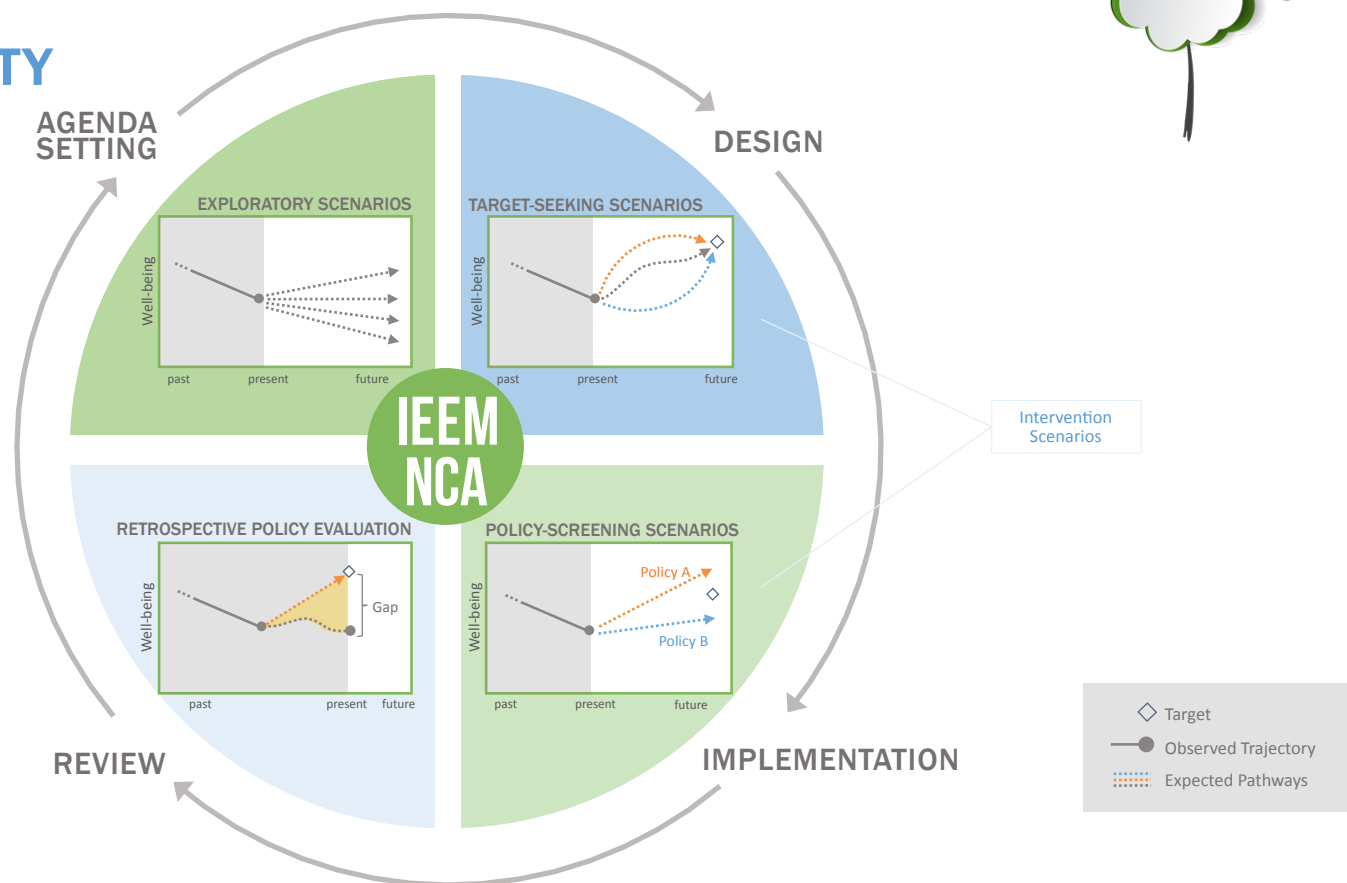 TY
AGENDA
SETTING
DESIGN
EXPLORATORY SCENARIOS
Well-being
past present future
TARGET-SEEKING SCENARIOS
Well-being
past present future
IEEM
NCA
Intervention
Scenarios
RETROSPECTIVE POLICY EVALUATION
Well-being
Gap
past present future
POLICY-SCREENING SCENARIOS
Well-being
Policy A
Policy B
past present future
REVIEW
IMPLEMENTATION
Target
Observed Trajectory
Expected Pathways